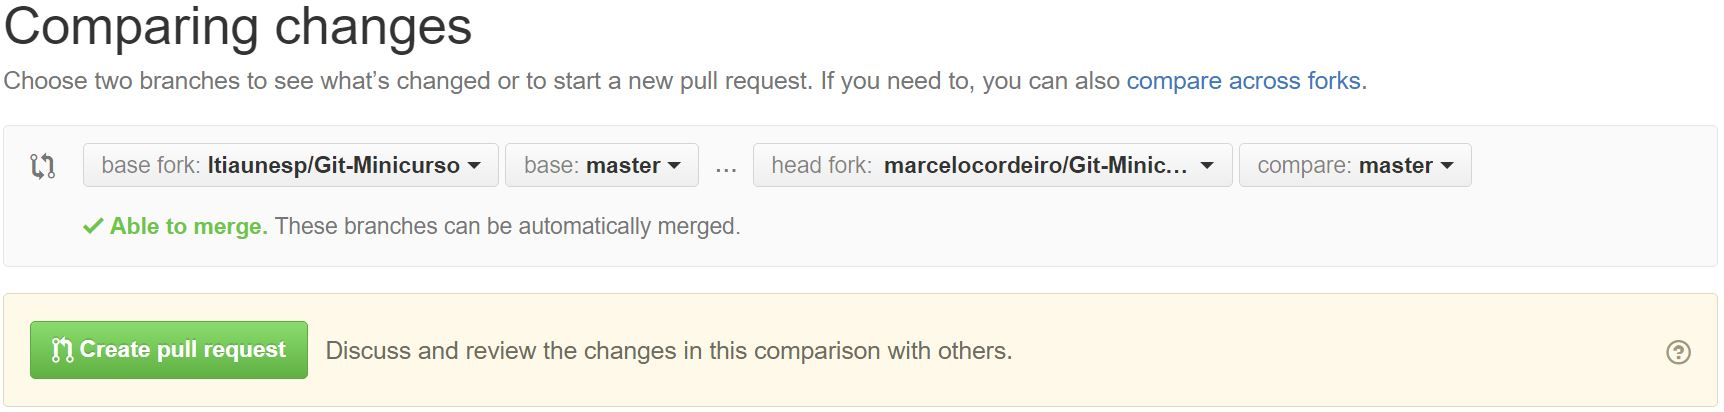 Comparing changes
Choose two branches to see what’s changed or to start a new pull request. If you need to, you can also compare across forks.
base fork: ltiaunesp/Git-Minicurso base: master ... head fork: marcelocordeiro/Git-Minic... compare: master
Able to merge. These branches can be automatically merged.
Create pull request Discuss and review the changes in this comparison with others. ?